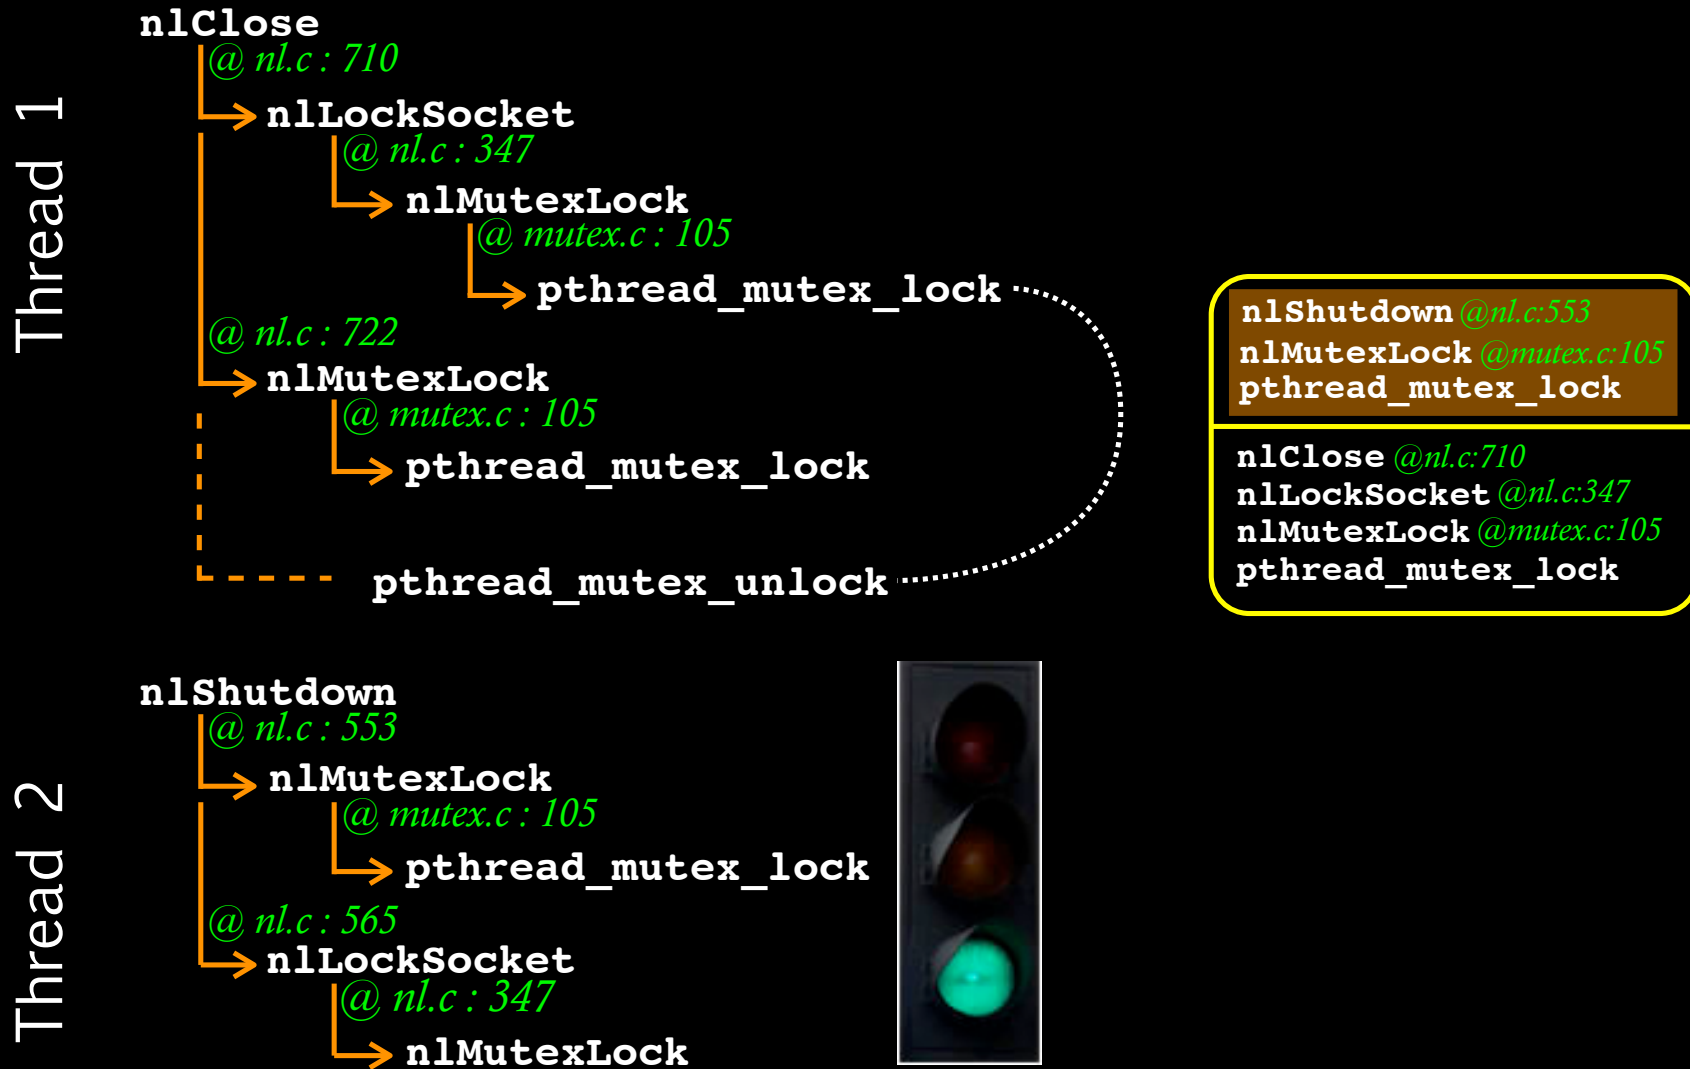 Thread 1
nlClose
@ nl.c : 710
nlLockSocket
@ nl.c : 347
nlMutexLock
@ mutex.c : 105
pthread_mutex_lock
@ nl.c : 722
nlMutexLock
@ mutex.c : 105
pthread_mutex_lock
pthread_mutex_unlock
nlShutdown @nl.c:553
nlMutexLock @mutex.c:105
pthread_mutex_lock
nlClose @nl.c:710
nlLockSocket @nl.c:347
nlMutexLock @mutex.c:105
pthread_mutex_lock
Thread 2
nlShutdown
@ nl.c : 553
nlMutexLock
@ mutex.c : 105
pthread_mutex_lock
@ nl.c : 565
nlLockSocket
@ nl.c : 347
nlMutexLock